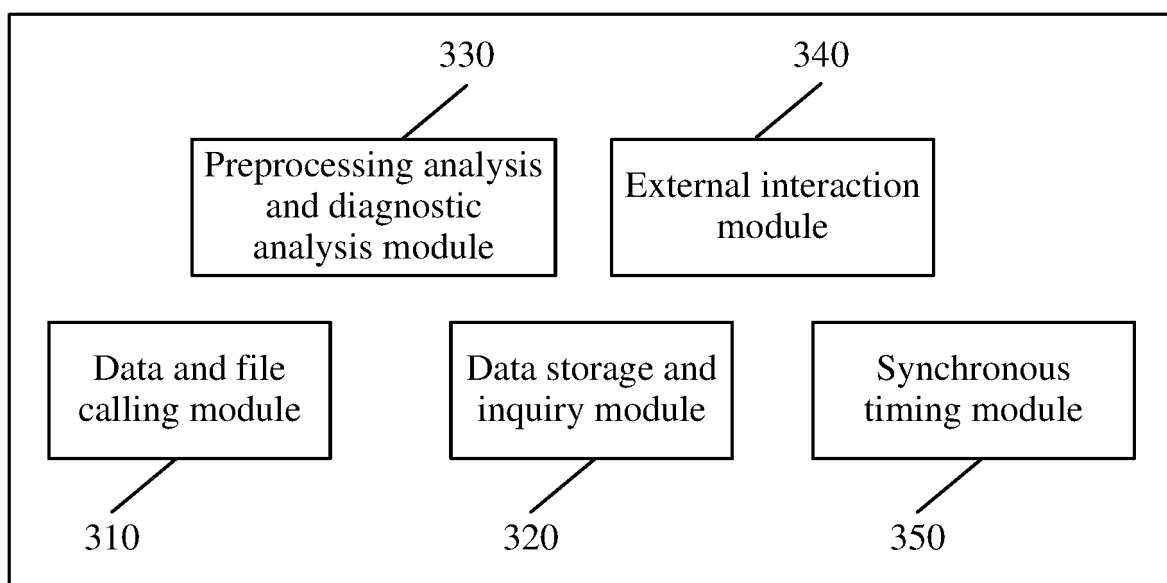 330
340
Preprocessing analysis
and diagnostic
analysis module
External interaction
module
Data and file
calling module
Data storage and
inquiry module
Synchronous
timing module
310
320
350